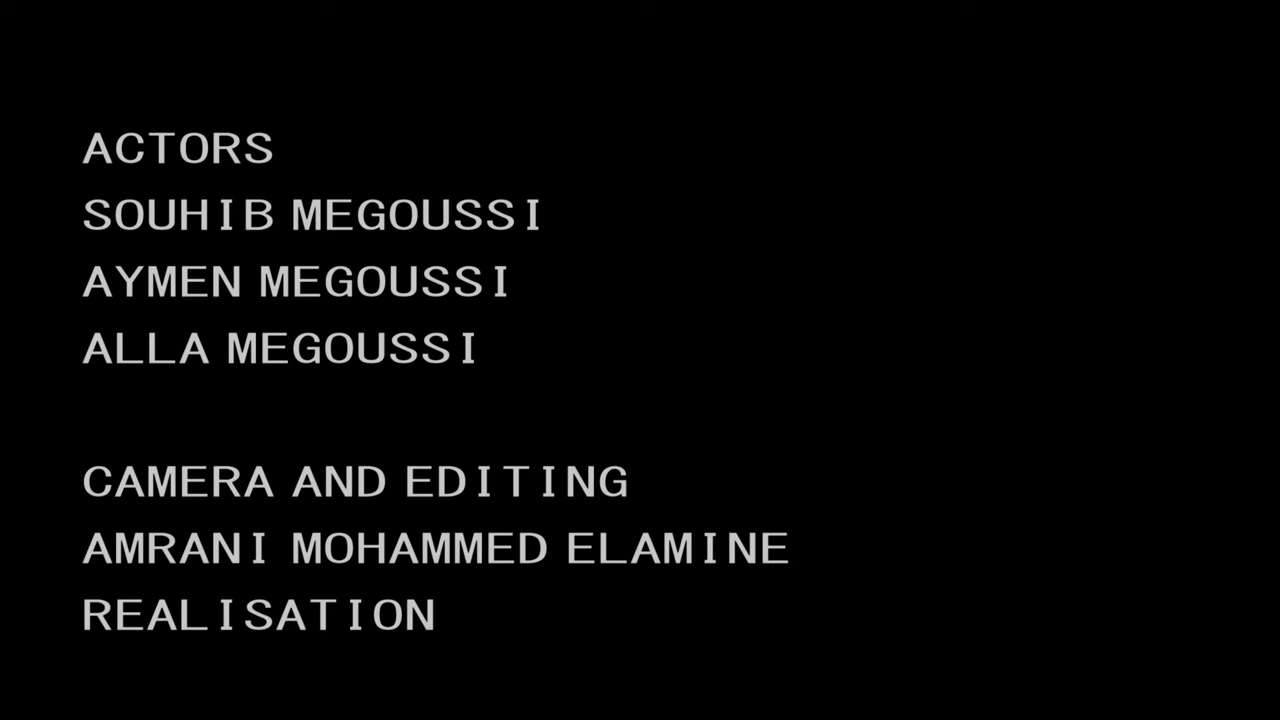 ACTORS
SOUHIB MEGOUSSI
AYMEN MEGOUSSI
ALLA MEGOUSSI
CAMERA AND EDITING
AMRANI MOHAMMED ELAMINE
REALISATION